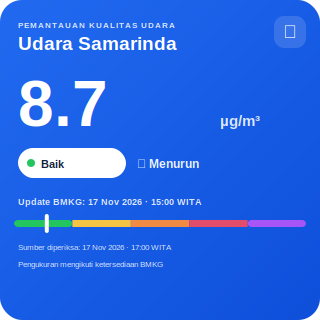 PEMANTAUAN KUALITAS UDARA
Udara Samarinda
8.7
µg/m³
Baik
Menurun
Update BMKG: 17 Nov 2026 · 15:00 WITA
Sumber diperiksa: 17 Nov 2026 · 17:00 WITA
Pengukuran mengikuti ketersediaan BMKG